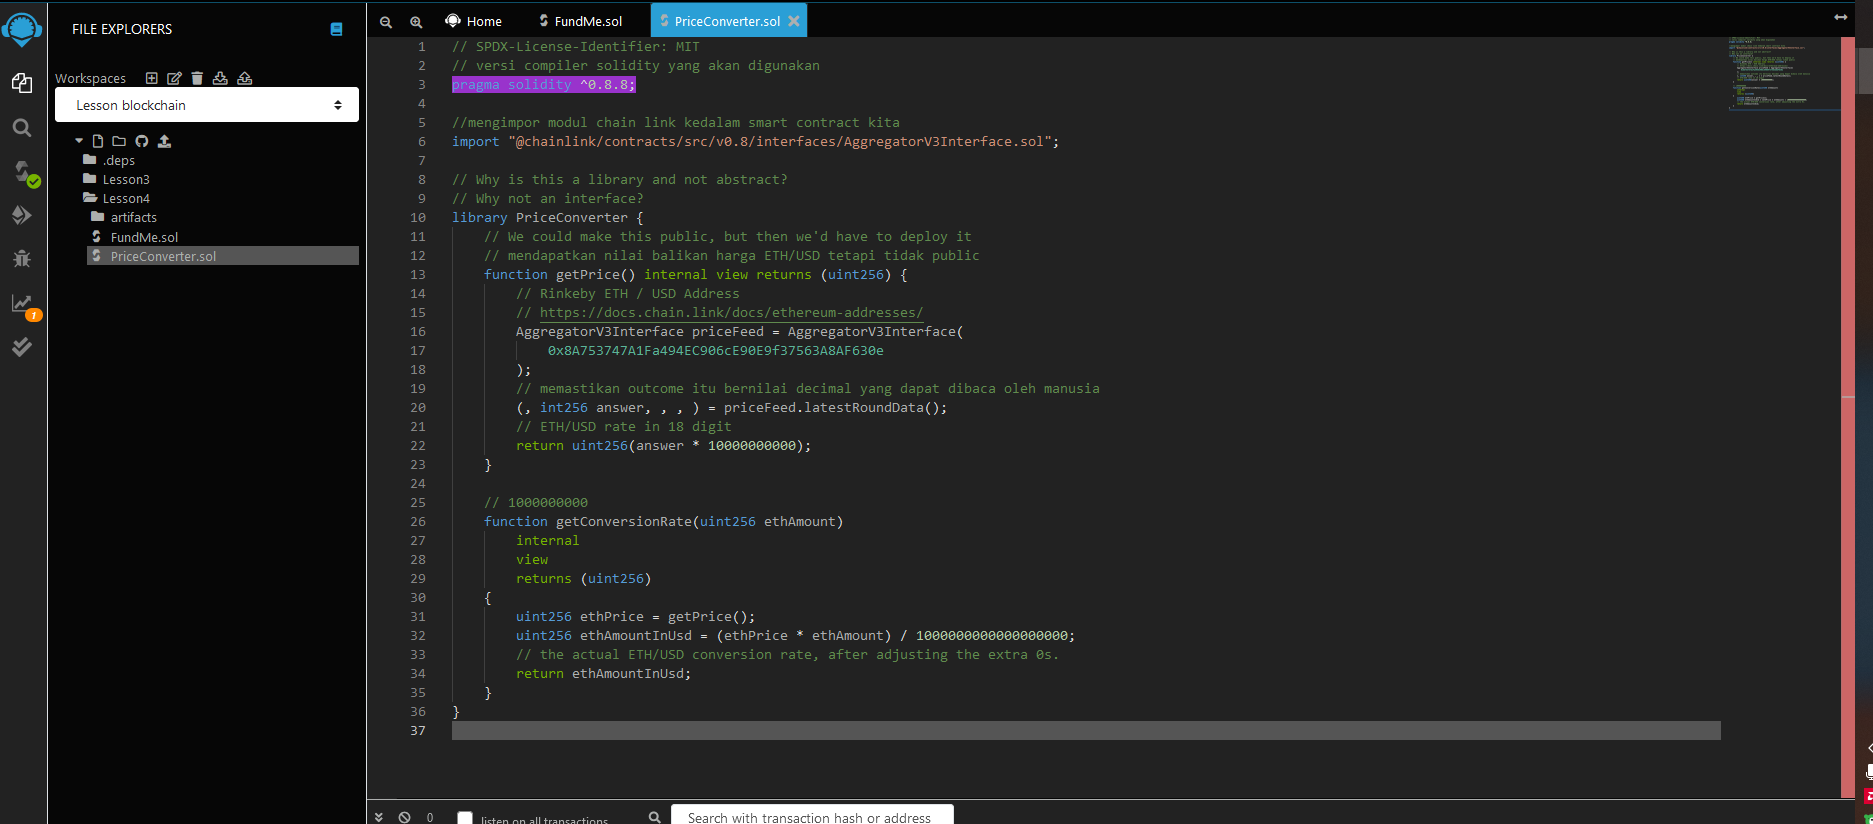 FILE EXPLORERS
Home
FundMe.sol
PriceConverter.sol
Workspaces
Lesson blockchain
.deps
Lesson3
Lesson4
artifacts
FundMe.sol
PriceConverter.sol
1
1 // SPDX-License-Identifier: MIT
2 // versi compiler solidity yang akan digunakan
3 pragma solidity ^0.8.8;
4
5 //mengimpor modul chain link kedalam smart contract kita
6 import "@chainlink/contracts/src/v0.8/interfaces/AggregatorV3Interface.sol";
7
8 // Why is this a library and not abstract?
9 // Why not an interface?
10 library PriceConverter {
11 // We could make this public, but then we'd have to deploy it
12 // mendapatkan nilai balikan harga ETH/USD tetapi tidak public
13 function getPrice() internal view returns (uint256) {
14 // Rinkeby ETH / USD Address
15 // https://docs.chain.link/docs/ethereum-addresses/
16 AggregatorV3Interface priceFeed = AggregatorV3Interface(
17 0x8A753747A1Fa494EC906cE90E9f37563A8AF630e
18 );
19 // memastikan outcome itu bernilai decimal yang dapat dibaca oleh manusia
20 (, int256 answer, , , ) = priceFeed.latestRoundData();
21 // ETH/USD rate in 18 digit
22 return uint256(answer * 10000000000);
23 }
24
25 // 1000000000
26 function getConversionRate(uint256 ethAmount)
27 internal
28 view
29 returns (uint256)
30 {
31 uint256 ethPrice = getPrice();
32 uint256 ethAmountInUsd = (ethPrice * ethAmount) / 1000000000000000000;
33 // the actual ETH/USD conversion rate, after adjusting the extra 0s.
34 return ethAmountInUsd;
35 }
36 }
37
0
listen on all transactions
Search with transaction hash or address